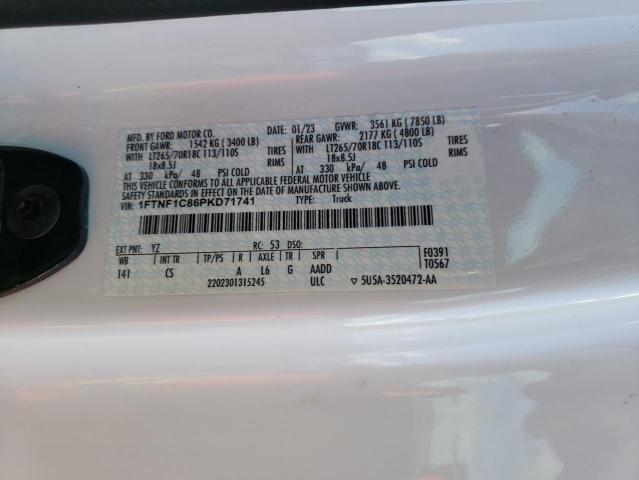 MFD. BY FORD MOTOR CO.
DATE: 01/23 GVWR: 3561 KG ( 7850 LB)
FRONT GAWR: 1542 KG ( 3400 LB) REAR GAWR: 2177 KG ( 4800 LB)
WITH LT265/70R18C 113/110S TIRES WITH LT265/70R18C 113/110S TIRES
18x8.5J RIMS 18x8.5J RIMS
AT 330 kPa/ 48 PSI COLD AT 330 kPa/ 48 PSI COLD
THIS VEHICLE CONFORMS TO ALL APPLICABLE FEDERAL MOTOR VEHICLE
SAFETY STANDARDS IN EFFECT ON THE DATE OF MANUFACTURE SHOWN ABOVE.
VIN: 1FTNF1C86PKD71741 TYPE: Truck
EXT PNT: YZ RC: 53 DSO: F0391
WB INT TR TP/PS R AXLE TR SPR T0567
141 CS A L6 G AADD
2202301315245 ULC ▽ 5U5A-3520472-AA